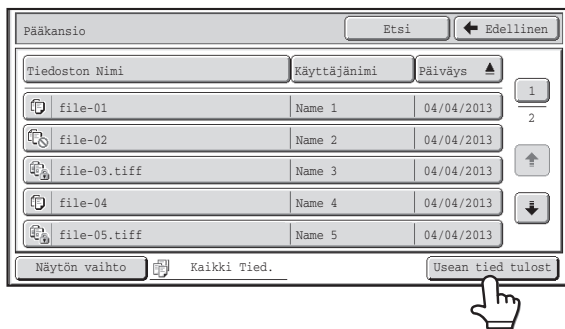 Pääkansio Etsi Edellinen
Tiedoston Nimi Käyttäjänimi Päiväys
file-01 Name 1 04/04/2013 1
file-02 Name 2 04/04/2013 2
file-03.tiff Name 3 04/04/2013
file-04 Name 4 04/04/2013
file-05.tiff Name 5 04/04/2013
Näytön vaihto Kaikki Tied. Usean tied tulost